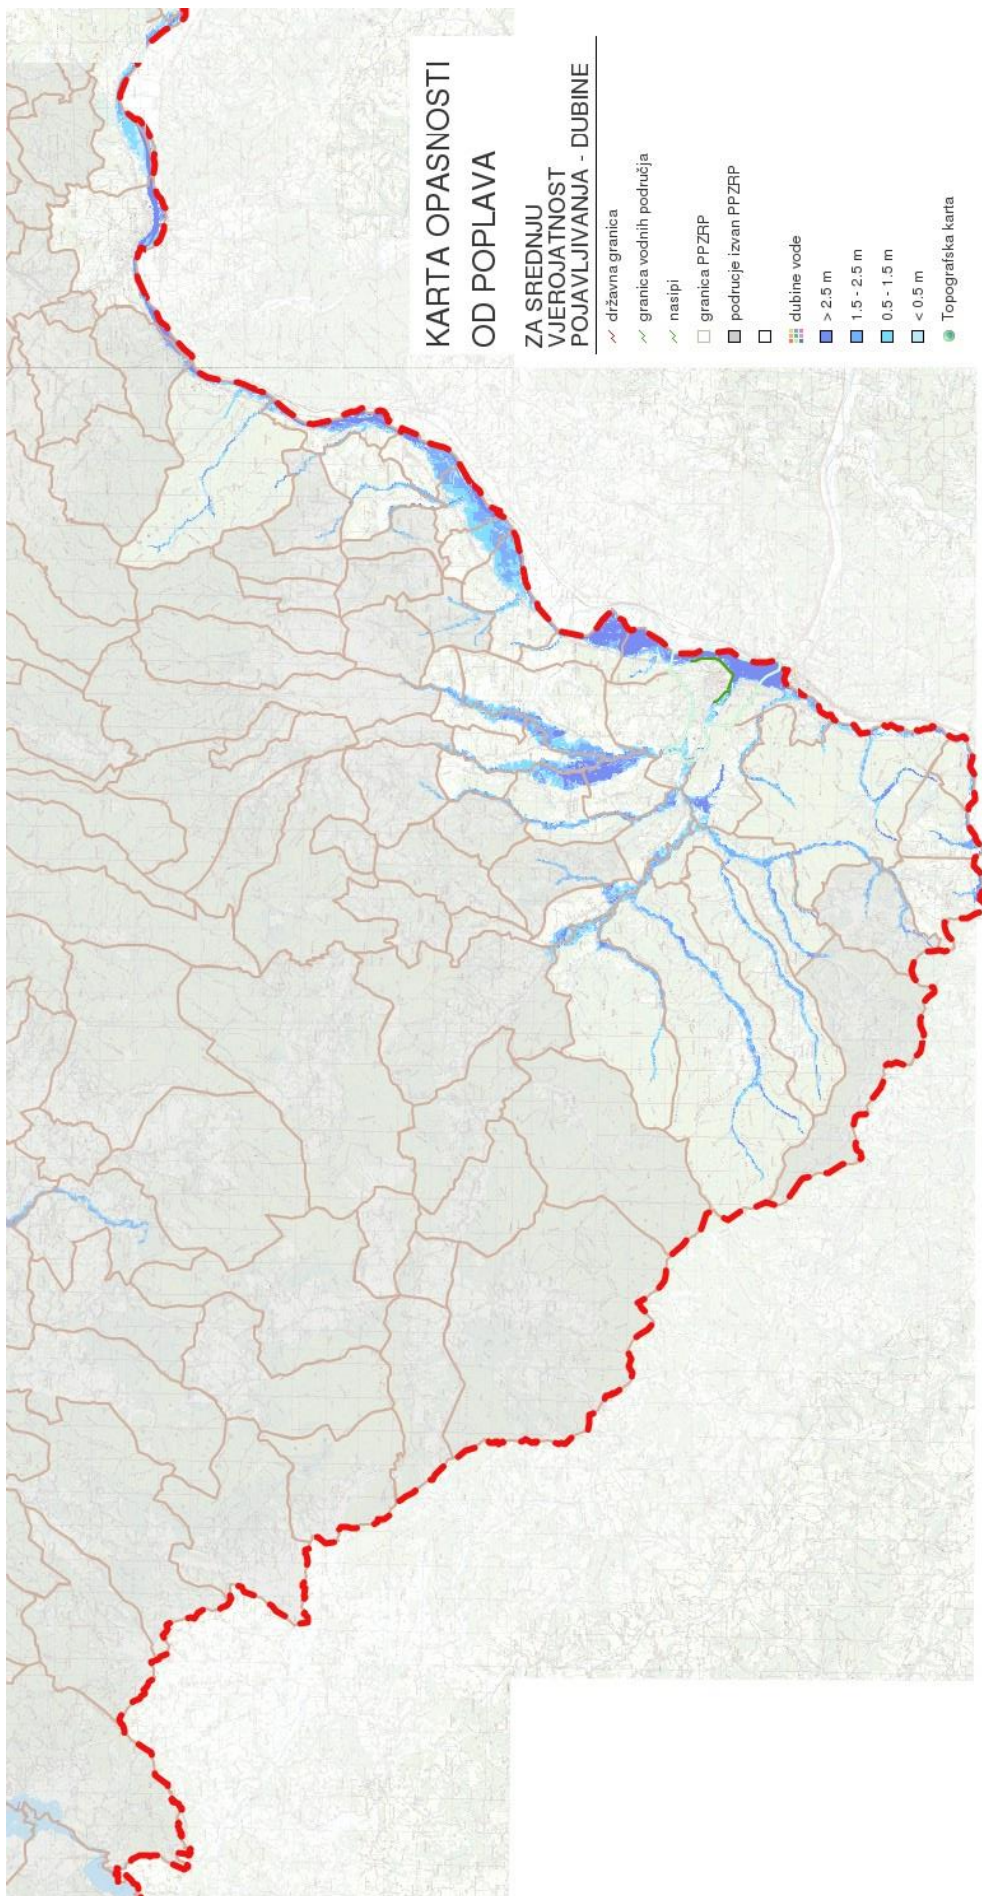 KARTA OPASNOSTI
OD POPLAVA
ZA SREDNJU
VJEROJATNOST
POJAVLJIVANJA - DUBINE
državna granica
granica vodnih područja
nasipi
granica PPZRP
podrucje izvan PPZRP
dubine vode
> 2.5 m
1.5 - 2.5 m
0.5 - 1.5 m
< 0.5 m
Topografska karta